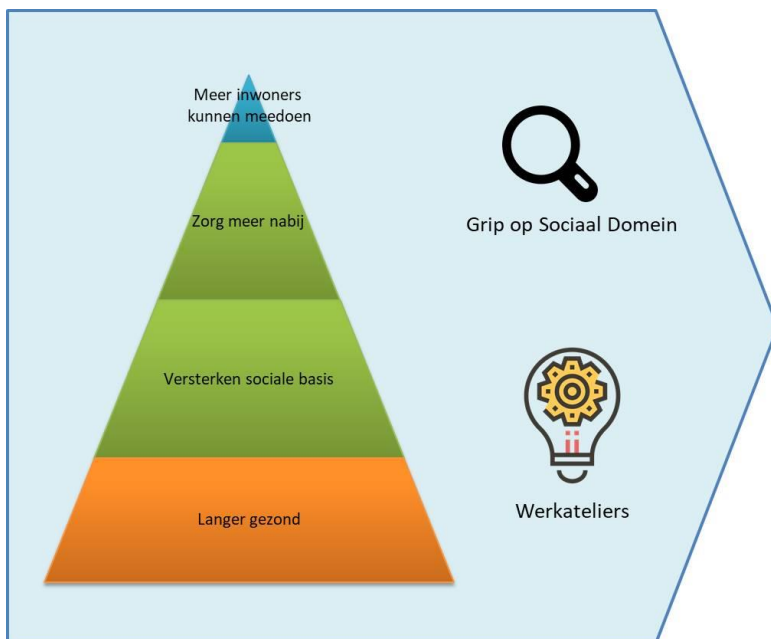 Meer inwoners
kunnen meedoen
Zorg meer nabij
Versterken sociale basis
Langer gezond
Grip op Sociaal Domein
Werkateliers